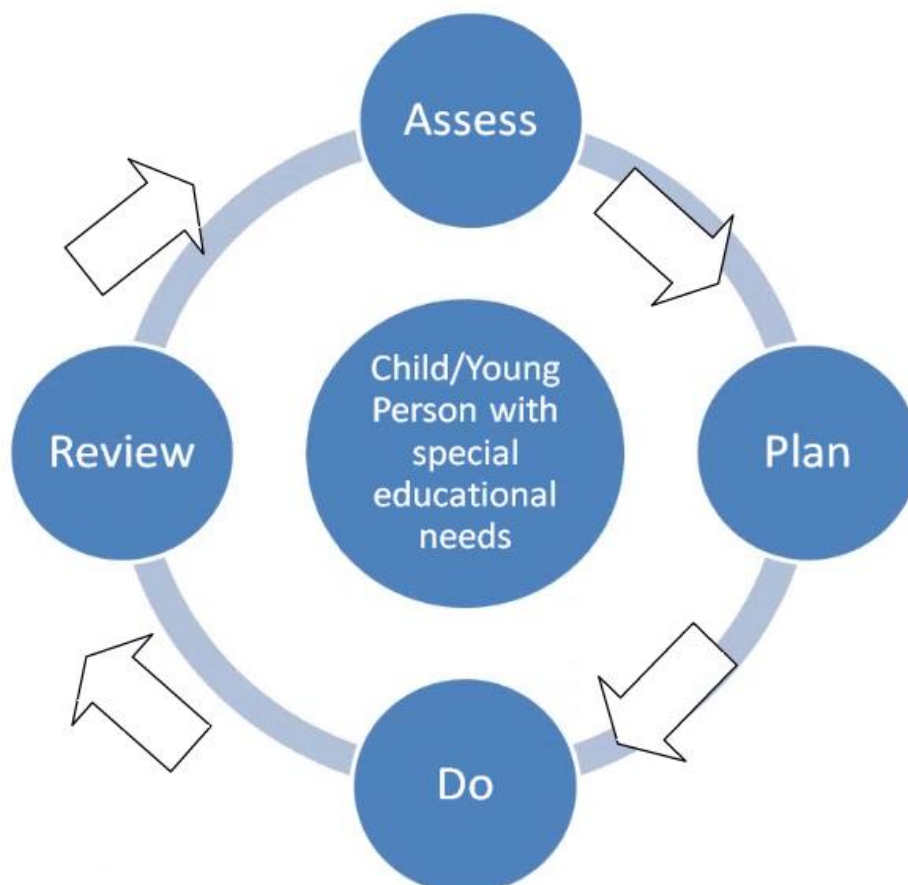 Assess
Child/Young
Person with
special
educational
needs
Review
Plan
Do